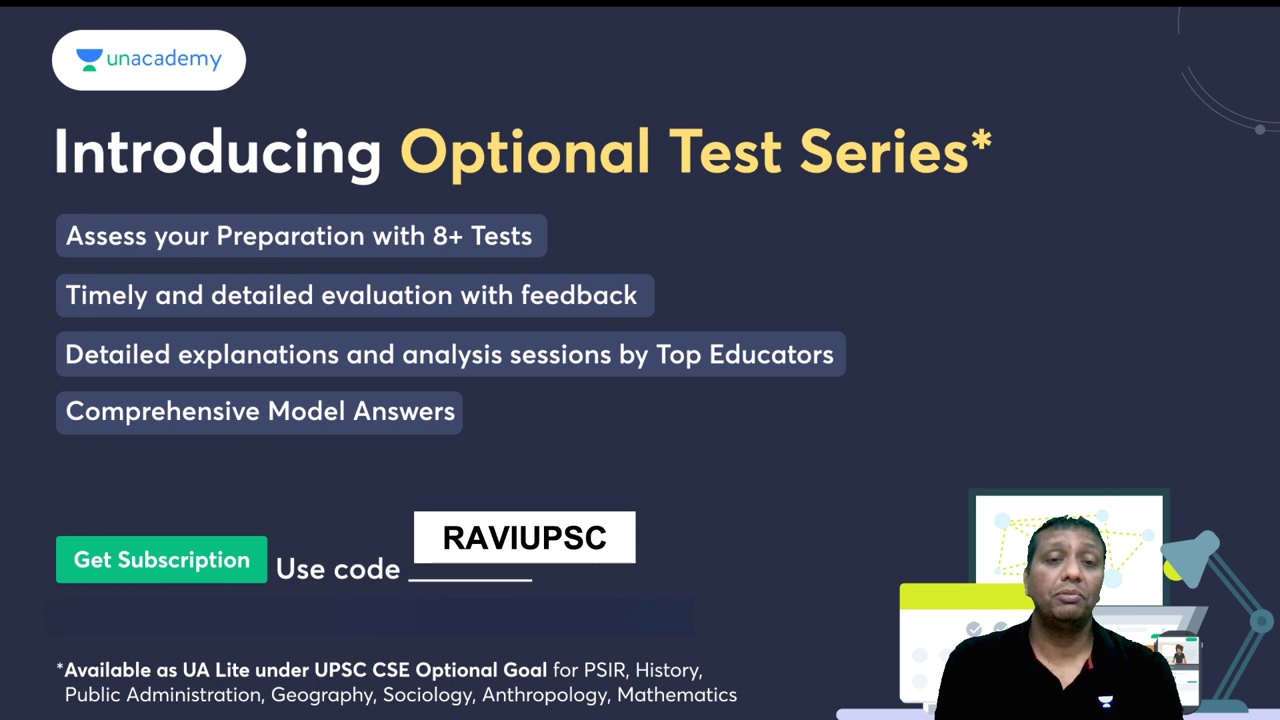 unacademy
Introducing Optional Test Series*
Assess your Preparation with 8+ Tests
Timely and detailed evaluation with feedback
Detailed explanations and analysis sessions by Top Educators
Comprehensive Model Answers
RAVIUPSC
Get Subscription Use code
*Available as UA Lite under UPSC CSE Optional Goal for PSIR, History,
Public Administration, Geography, Sociology, Anthropology, Mathematics